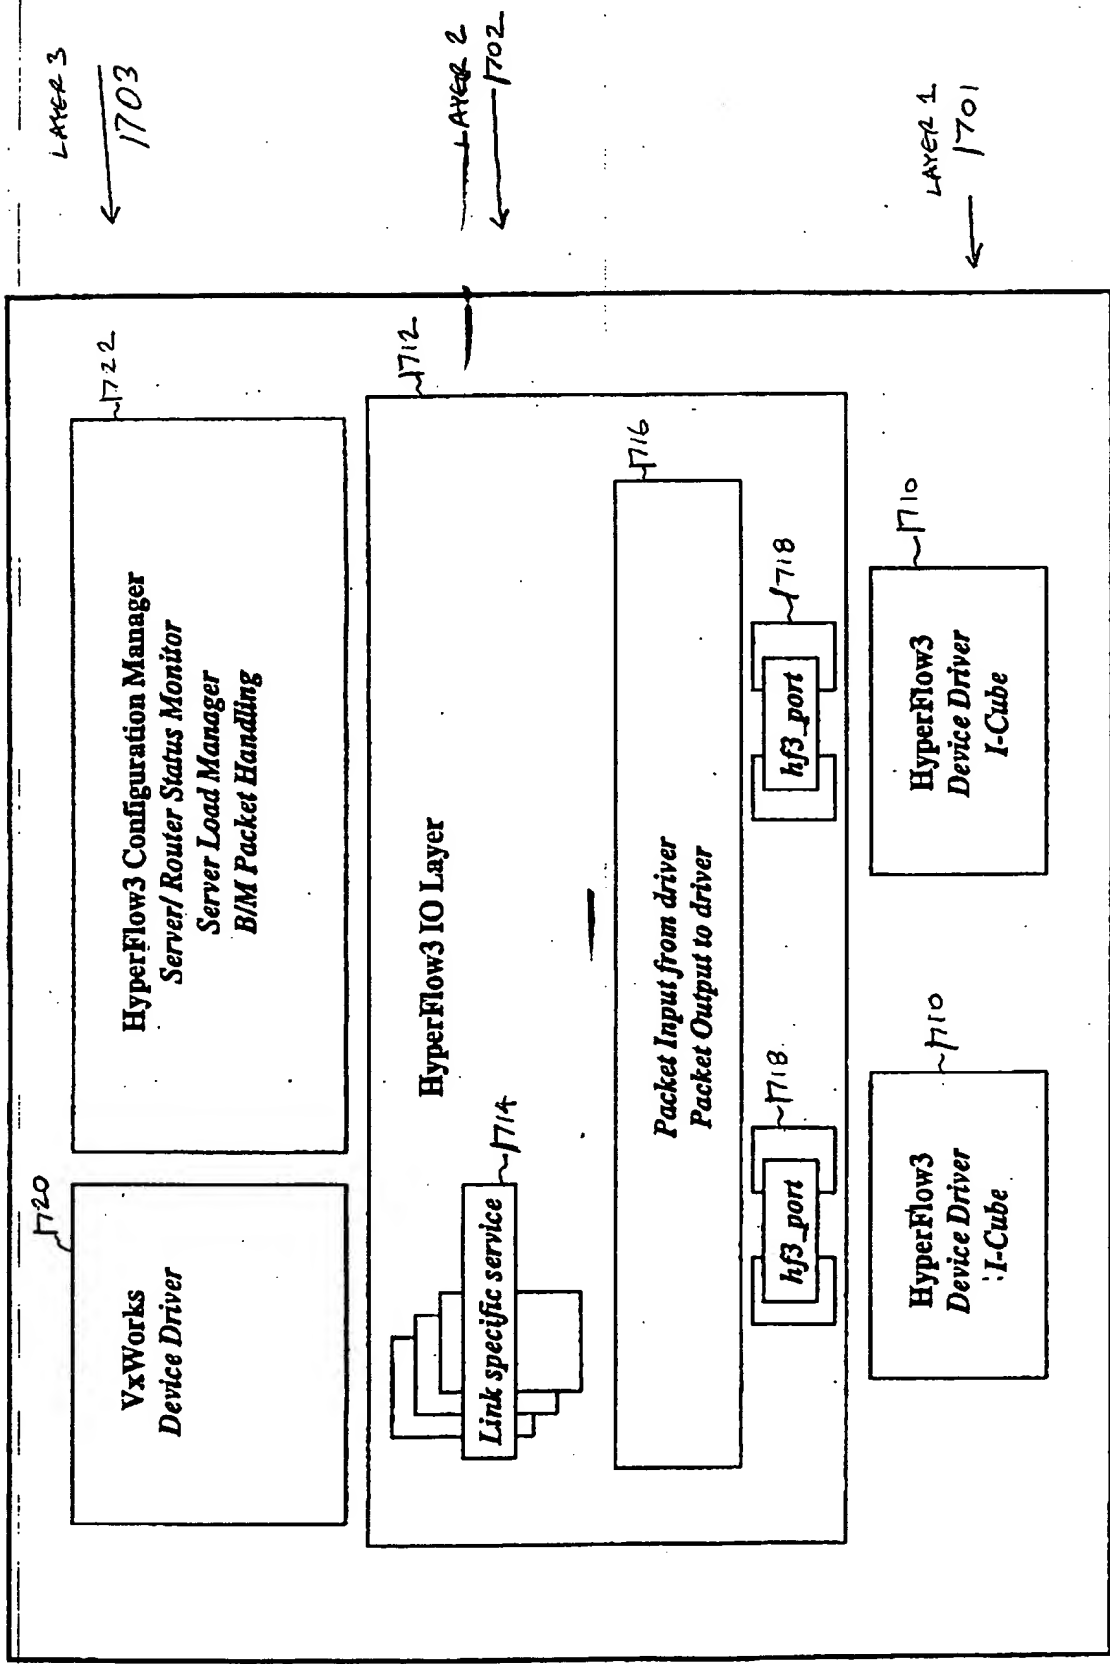 1720
VxWorks
Device Driver
1722
HyperFlow3 Configuration Manager
Server/ Router Status Monitor
Server Load Manager
B/M Packet Handling
LAYER 3
1703
1712
HyperFlow3 IO Layer
1714
Link specific service
LAYER 2
1702
1716
Packet Input from driver
Packet Output to driver
1718
hf3_port
1718
hf3_port
1710
HyperFlow3
Device Driver
I-Cube
1710
HyperFlow3
Device Driver
I-Cube
LAYER 1
1701